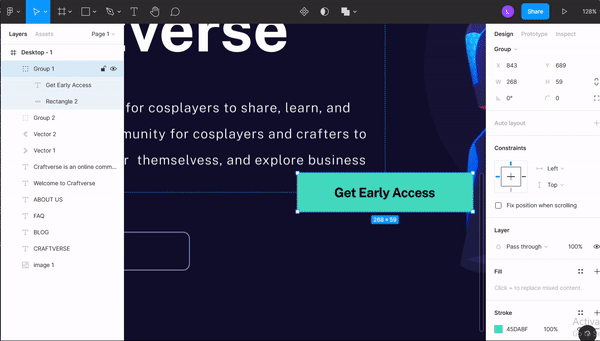 L
Share
128%
Layers
Assets
Page 1
Desktop - 1
Group 1
Get Early Access
Rectangle 2
Group 2
Vector 2
Vector 1
Craftverse is an online comm...
Welcome to Craftverse
ABOUT US
FAQ
BLOG
CRAFTVERSE
image 1
verse
for cosplayers to share, learn, and
munity for cosplayers and crafters to
r themselvess, and explore business
Get Early Access
268 × 59
Design
Prototype
Inspect
Group
X 843
Y 689
W 268
H 59
0°
0
Auto layout
Constraints
Left
Top
Fix position when scrolling
Layer
Pass through
100%
Fill
Click + to replace mixed content.
Stroke
45DABF
100%
Activa